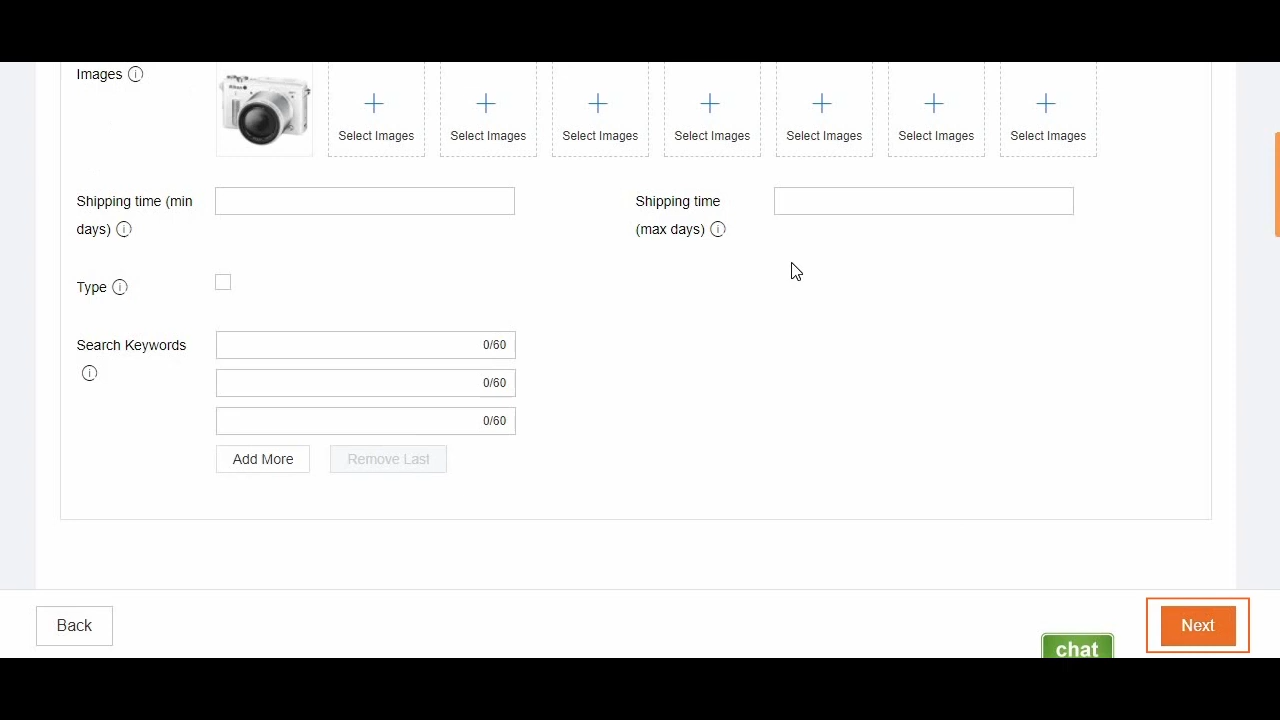 Images
Nikon
Select Images
Select Images
Select Images
Select Images
Select Images
Select Images
Select Images
Shipping time (min
days)
Shipping time
(max days)
Type
Search Keywords
0/60
0/60
0/60
Add More
Remove Last
Back
Next
chat